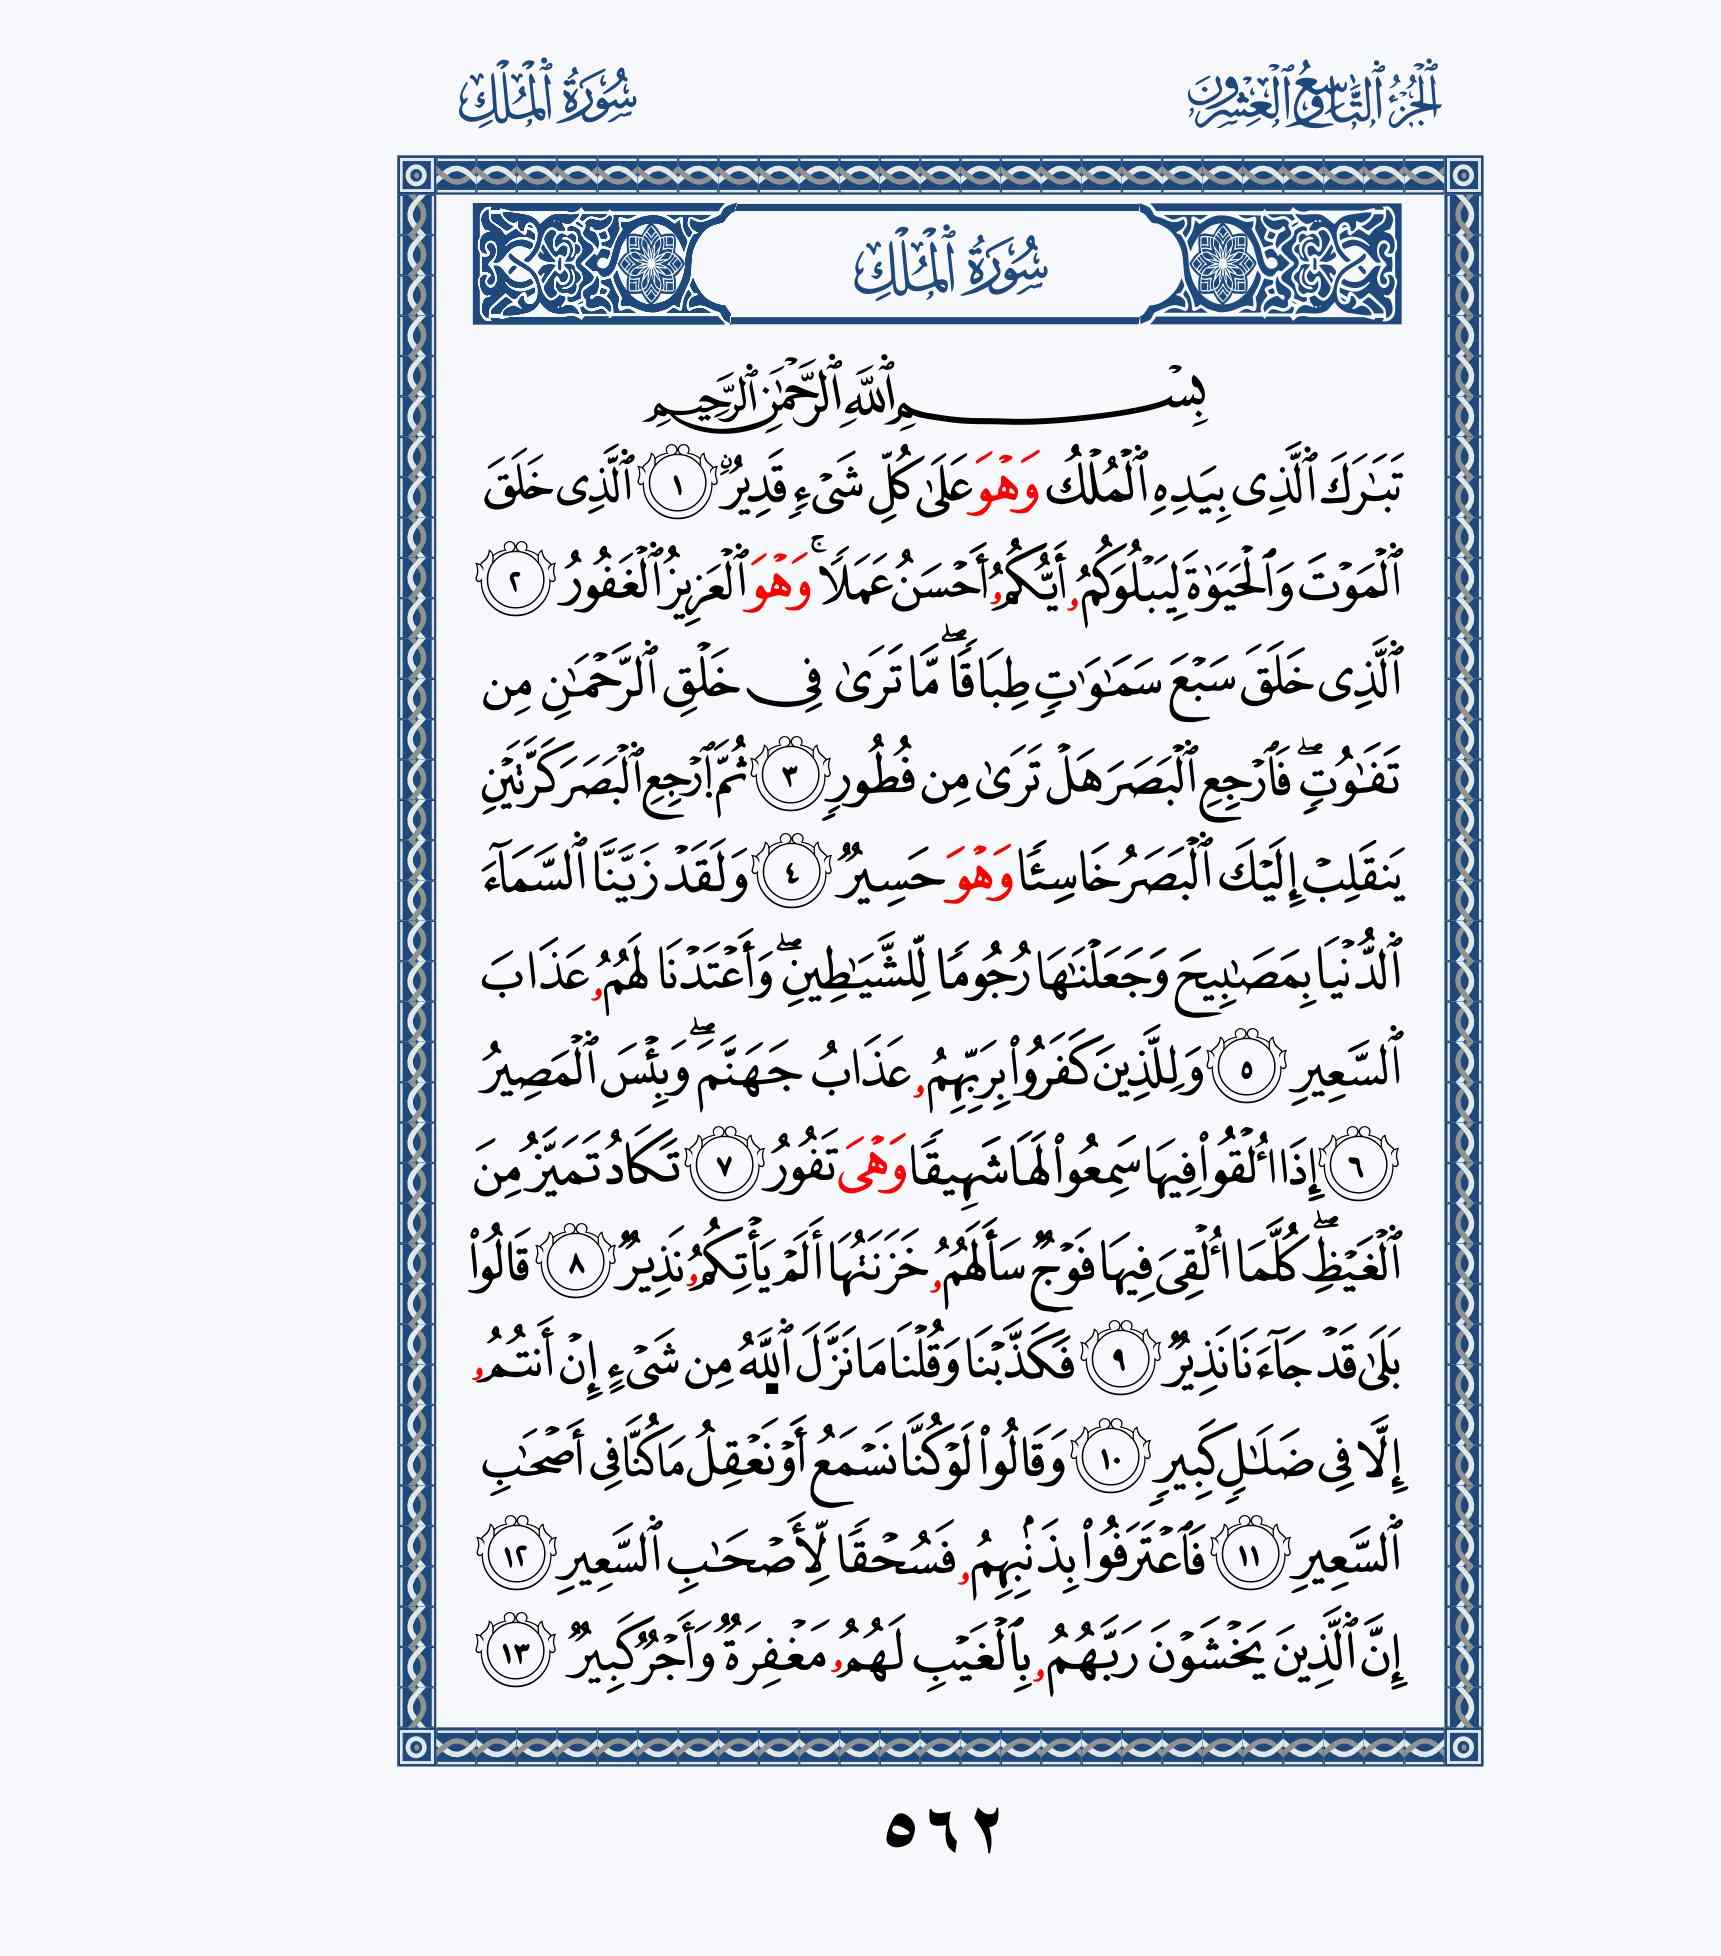 الجُزْءُ التَّاسِعُ وَالْعِشْرُونَ
سُورَةُ ٱلْمُلْكِ
سُورَةُ ٱلْمُلْكِ
بِسْمِ ٱللَّهِ ٱلرَّحْمَٰنِ ٱلرَّحِيمِ
تَبَٰرَكَ ٱلَّذِى بِيَدِهِ ٱلْمُلْكُ وَهْوَ عَلَىٰ كُلِّ شَىْءٍ قَدِيرٌ ۝١ ٱلَّذِى خَلَقَ
ٱلْمَوْتَ وَٱلْحَيَوٰةَ لِيَبْلُوَكُمُۥ أَيُّكُمُۥ أَحْسَنُ عَمَلًا ۚ وَهْوَ ٱلْعَزِيزُ ٱلْغَفُورُ ۝٢
ٱلَّذِى خَلَقَ سَبْعَ سَمَٰوَٰتٍ طِبَاقًا ۖ مَّا تَرَىٰ فِى خَلْقِ ٱلرَّحْمَٰنِ مِن
تَفَٰوُتٍ ۖ فَٱرْجِعِ ٱلْبَصَرَ هَلْ تَرَىٰ مِن فُطُورٍ ۝٣ ثُمَّ ٱرْجِعِ ٱلْبَصَرَ كَرَّتَيْنِ
يَنقَلِبْ إِلَيْكَ ٱلْبَصَرُ خَاسِئًا وَهْوَ حَسِيرٌ ۝٤ وَلَقَدْ زَيَّنَّا ٱلسَّمَآءَ
ٱلدُّنْيَا بِمَصَٰبِيحَ وَجَعَلْنَٰهَا رُجُومًا لِّلشَّيَٰطِينِ ۖ وَأَعْتَدْنَا لَهُمُۥ عَذَابَ
ٱلسَّعِيرِ ۝٥ وَلِلَّذِينَ كَفَرُوا۟ بِرَبِّهِمُۥ عَذَابُ جَهَنَّمَ ۖ وَبِئْسَ ٱلْمَصِيرُ
۝٦ إِذَا أُلْقُوا۟ فِيهَا سَمِعُوا۟ لَهَا شَهِيقًا وَهْىَ تَفُورُ ۝٧ تَكَادُ تَمَيَّزُ مِنَ
ٱلْغَيْظِ ۖ كُلَّمَا أُلْقِىَ فِيهَا فَوْجٌ سَأَلَهُمُۥ خَزَنَتُهَا أَلَمْ يَأْتِكُمُۥ نَذِيرٌ ۝٨ قَالُوا۟
بَلَىٰ قَدْ جَآءَنَا نَذِيرٌ ۝٩ فَكَذَّبْنَا وَقُلْنَا مَا نَزَّلَ ٱللَّهُ مِن شَىْءٍ إِنْ أَنتُمُۥ
إِلَّا فِى ضَلَٰلٍ كَبِيرٍ ۝١٠ وَقَالُوا۟ لَوْ كُنَّا نَسْمَعُ أَوْ نَعْقِلُ مَا كُنَّا فِى أَصْحَٰبِ
ٱلسَّعِيرِ ۝١١ فَٱعْتَرَفُوا۟ بِذَنۢبِهِمُۥ فَسُحْقًا لِّأَصْحَٰبِ ٱلسَّعِيرِ ۝١٢
إِنَّ ٱلَّذِينَ يَخْشَوْنَ رَبَّهُمُۥ بِٱلْغَيْبِ لَهُمُۥ مَغْفِرَةٌ وَأَجْرٌ كَبِيرٌ ۝١٣
٥٦٢